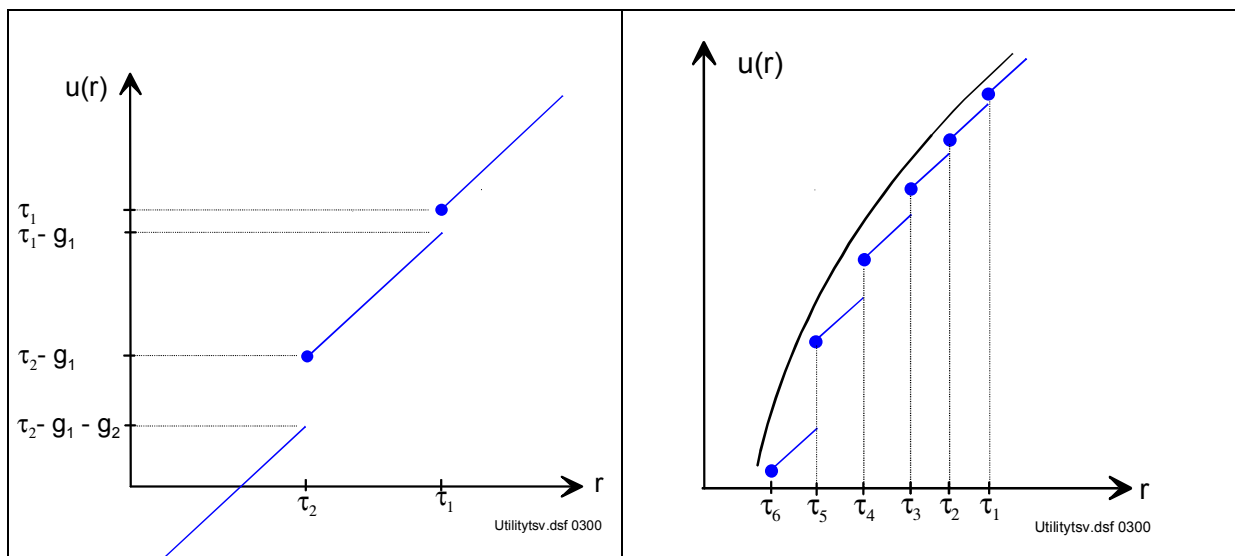 u(r)
τ₁
τ₁- g₁
τ₂- g₁
τ₂- g₁ - g₂
τ₂
τ₁
r
Utilitytsv.dsf 0300
u(r)
τ₆
τ₅
τ₄
τ₃
τ₂
τ₁
r
Utilitytsv.dsf 0300